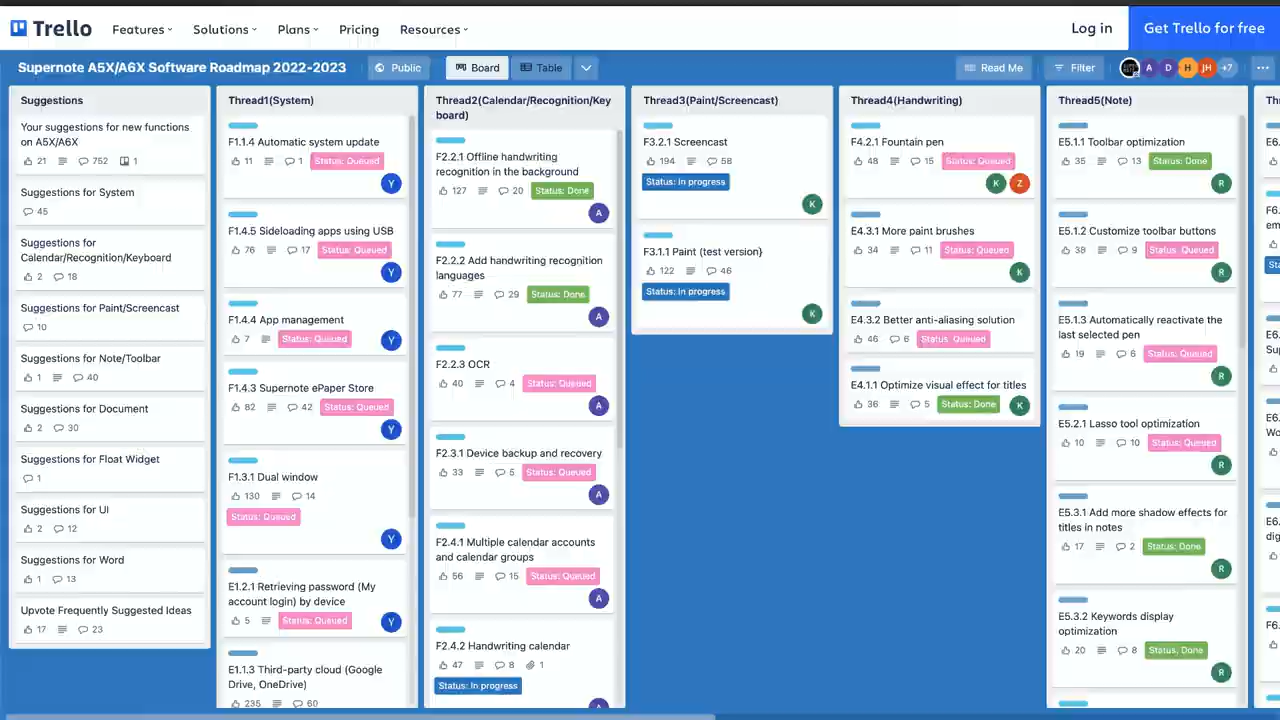 Trello
Features
Solutions
Plans
Pricing
Resources
Log in
Get Trello for free
Supernote A5X/A6X Software Roadmap 2022-2023
Public
Board
Table
Read Me
Filter
A
D
H
JH
+7
Suggestions
Your suggestions for new functions
on A5X/A6X
21 752 1
Suggestions for System
45
Suggestions for
Calendar/Recognition/Keyboard
2 18
Suggestions for Paint/Screencast
10
Suggestions for Note/Toolbar
1 40
Suggestions for Document
2 30
Suggestions for Float Widget
1
Suggestions for UI
2 12
Suggestions for Word
1 13
Upvote Frequently Suggested Ideas
17 23
Thread1(System)
F1.1.4 Automatic system update
11 1 Status: Queued
Y
F1.4.5 Sideloading apps using USB
76 17 Status: Queued
Y
F1.4.4 App management
7 Status: Queued
Y
F1.4.3 Supernote ePaper Store
82 42 Status: Queued
Y
F1.3.1 Dual window
130 14
Status: Queued
Y
E1.2.1 Retrieving password (My
account login) by device
5 Status: Queued
Y
E1.1.3 Third-party cloud (Google
Drive, OneDrive)
235 60
Thread2(Calendar/Recognition/Key
board)
F2.2.1 Offline handwriting
recognition in the background
127 20 Status: Done
A
F2.2.2 Add handwriting recognition
languages
77 29 Status: Done
A
F2.2.3 OCR
40 4 Status: Queued
A
F2.3.1 Device backup and recovery
33 5 Status: Queued
A
F2.4.1 Multiple calendar accounts
and calendar groups
56 15 Status: Queued
A
F2.4.2 Handwriting calendar
47 8 1
Status: In progress
A
Thread3(Paint/Screencast)
F3.2.1 Screencast
194 58
Status: In progress
K
F3.1.1 Paint (test version)
122 46
Status: In progress
K
Thread4(Handwriting)
F4.2.1 Fountain pen
48 15 Status: Queued
K Z
E4.3.1 More paint brushes
34 11 Status: Queued
K
E4.3.2 Better anti-aliasing solution
46 6 Status: Queued
E4.1.1 Optimize visual effect for titles
36 5 Status: Done
K
Thread5(Note)
E5.1.1 Toolbar optimization
35 13 Status: Done
R
E5.1.2 Customize toolbar buttons
38 9 Status: Queued
R
E5.1.3 Automatically reactivate the
last selected pen
19 6 Status: Queued
R
E5.2.1 Lasso tool optimization
10 10 Status: Queued
R
E5.3.1 Add more shadow effects for
titles in notes
17 2 Status: Done
R
E5.3.2 Keywords display
optimization
20 8 Status: Done
R